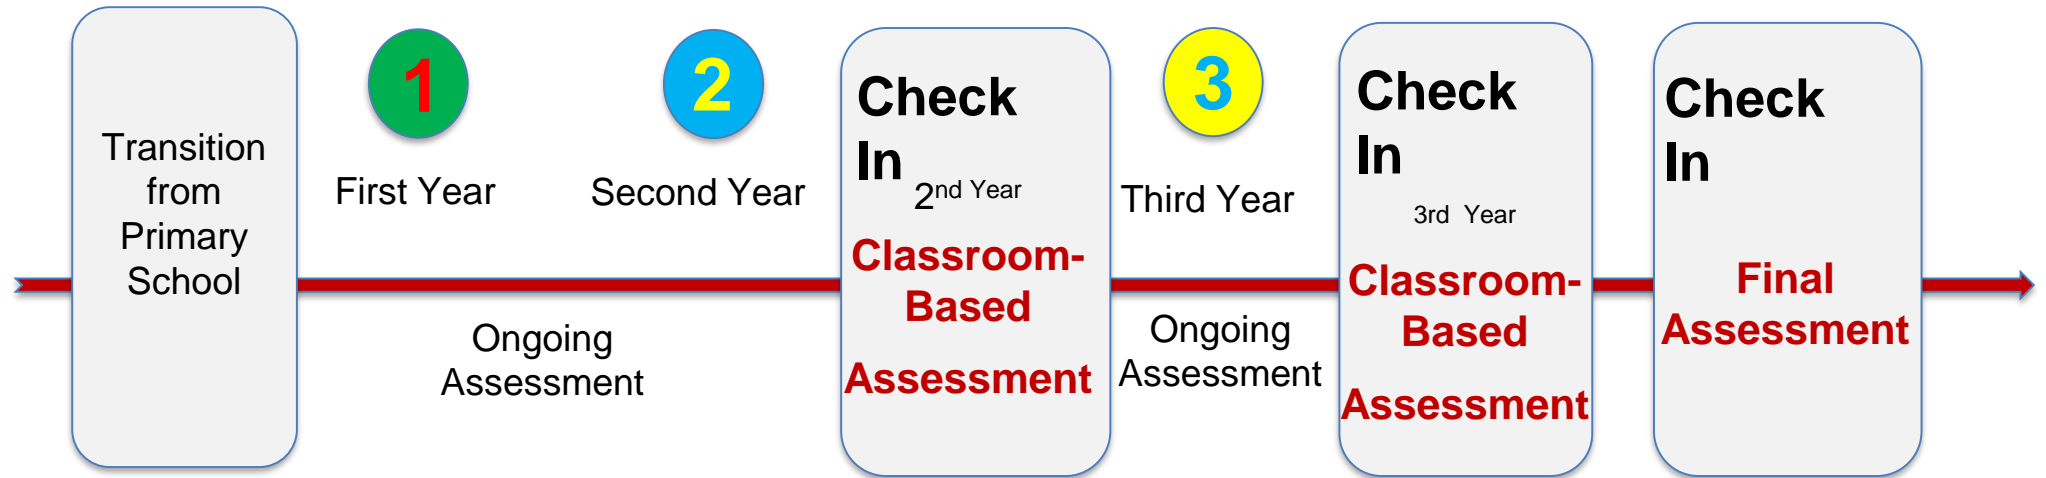 Transition
from
Primary
School
1
First Year
2
Second Year
Ongoing
Assessment
Check
In
2nd Year
Classroom-
Based
Assessment
3
Third Year
Ongoing
Assessment
Check
In
3rd Year
Classroom-
Based
Assessment
Check
In
Final
Assessment